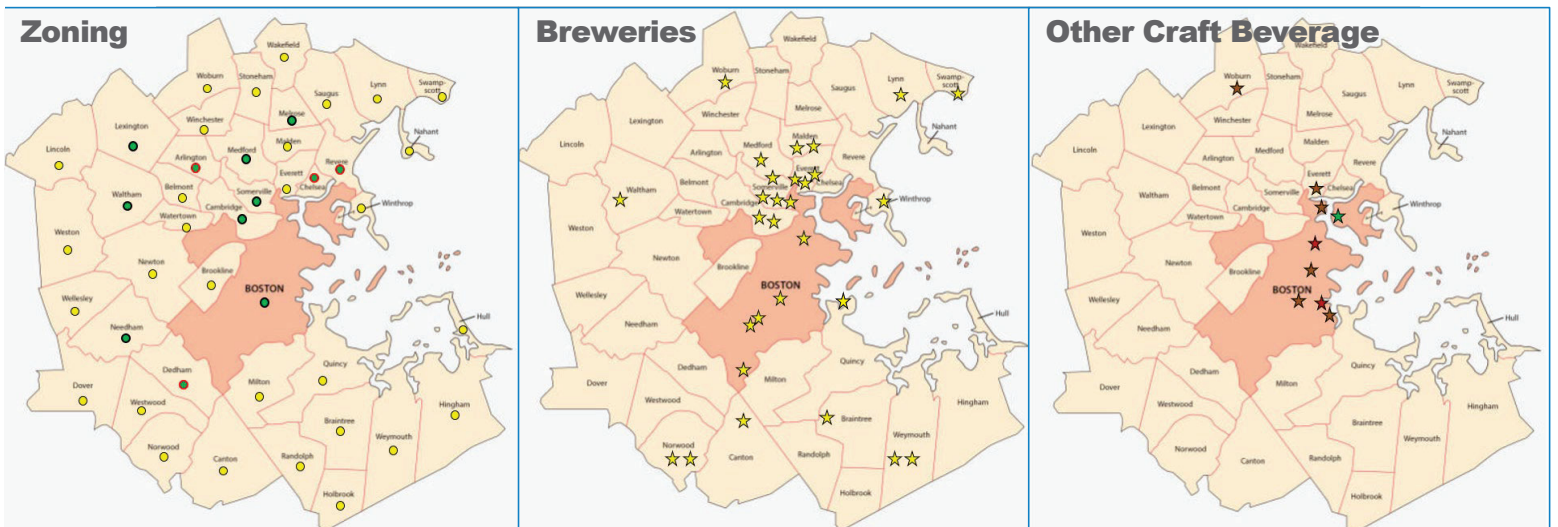 Zoning
Wakefield
Woburn
Stoneham
Lynn
Swamp-
scott
Saugus
Winchester
Melrose
Lexington
Nahant
Lincoln
Arlington
Medford
Malden
Revere
Everett
Chelsea
Waltham
Belmont
Somerville
Cambridge
Watertown
Winthrop
Weston
Newton
Brookline
BOSTON
Wellesley
Needham
Hull
Quincy
Dedham
Dover
Milton
Westwood
Hingham
Braintree
Weymouth
Norwood
Canton
Randolph
Holbrook
Breweries
Wakefield
Woburn
Stoneham
Lynn
Swamp-
scott
Saugus
Winchester
Melrose
Lexington
Nahant
Lincoln
Arlington
Medford
Malden
Revere
Everett
Chelsea
Waltham
Belmont
Somerville
Cambridge
Watertown
Winthrop
Weston
Newton
Brookline
BOSTON
Wellesley
Needham
Hull
Quincy
Dedham
Dover
Milton
Westwood
Hingham
Braintree
Weymouth
Norwood
Canton
Randolph
Holbrook
Other Craft Beverage
Wakefield
Woburn
Stoneham
Lynn
Swamp-
scott
Saugus
Winchester
Melrose
Lexington
Nahant
Lincoln
Arlington
Medford
Malden
Revere
Everett
Chelsea
Waltham
Belmont
Somerville
Cambridge
Watertown
Winthrop
Weston
Newton
Brookline
BOSTON
Wellesley
Needham
Hull
Quincy
Dedham
Dover
Milton
Westwood
Hingham
Braintree
Weymouth
Norwood
Canton
Randolph
Holbrook